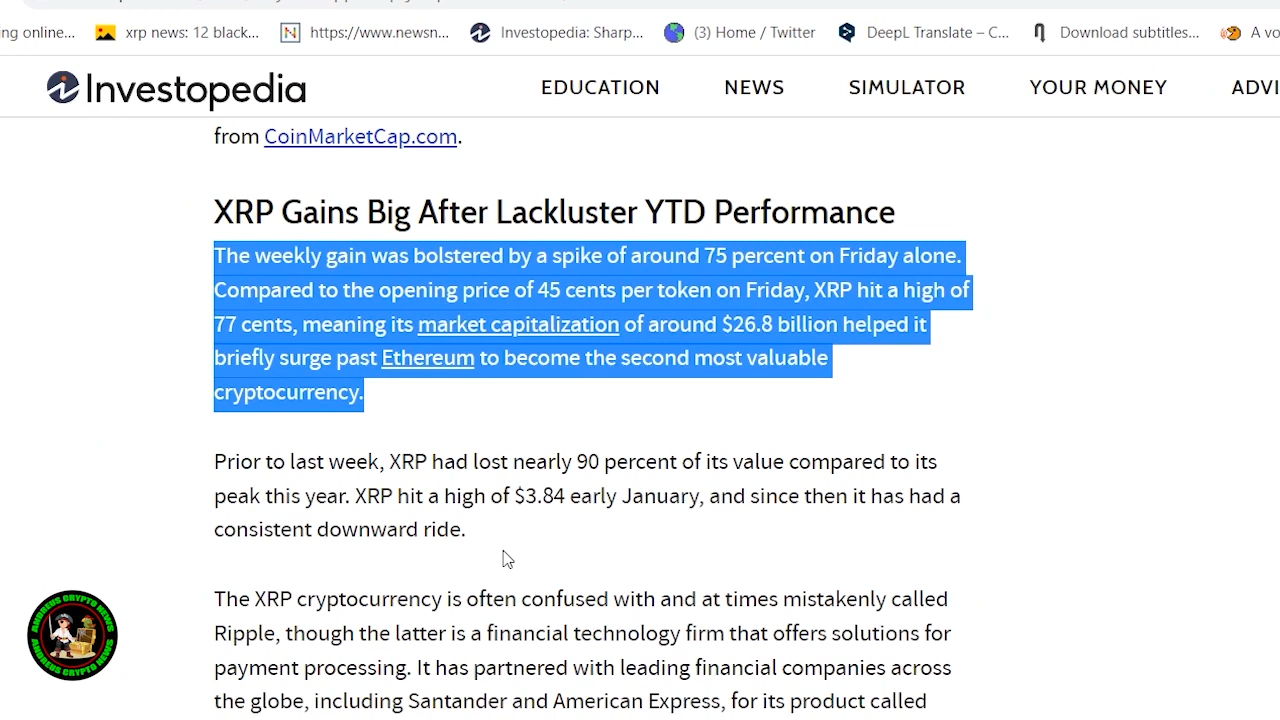 ing online... xrp news: 12 black... https://www.newsn... Investopedia: Sharp... (3) Home / Twitter DeepL Translate – C... Download subtitles... A vo
Investopedia EDUCATION NEWS SIMULATOR YOUR MONEY ADVI
from CoinMarketCap.com.
XRP Gains Big After Lackluster YTD Performance
The weekly gain was bolstered by a spike of around 75 percent on Friday alone.
Compared to the opening price of 45 cents per token on Friday, XRP hit a high of
77 cents, meaning its market capitalization of around $26.8 billion helped it
briefly surge past Ethereum to become the second most valuable
cryptocurrency.
Prior to last week, XRP had lost nearly 90 percent of its value compared to its
peak this year. XRP hit a high of $3.84 early January, and since then it has had a
consistent downward ride.
The XRP cryptocurrency is often confused with and at times mistakenly called
Ripple, though the latter is a financial technology firm that offers solutions for
payment processing. It has partnered with leading financial companies across
the globe, including Santander and American Express, for its product called
ANDREUS CRYPTO NEWS
ANDREUS CRYPTO NEWS